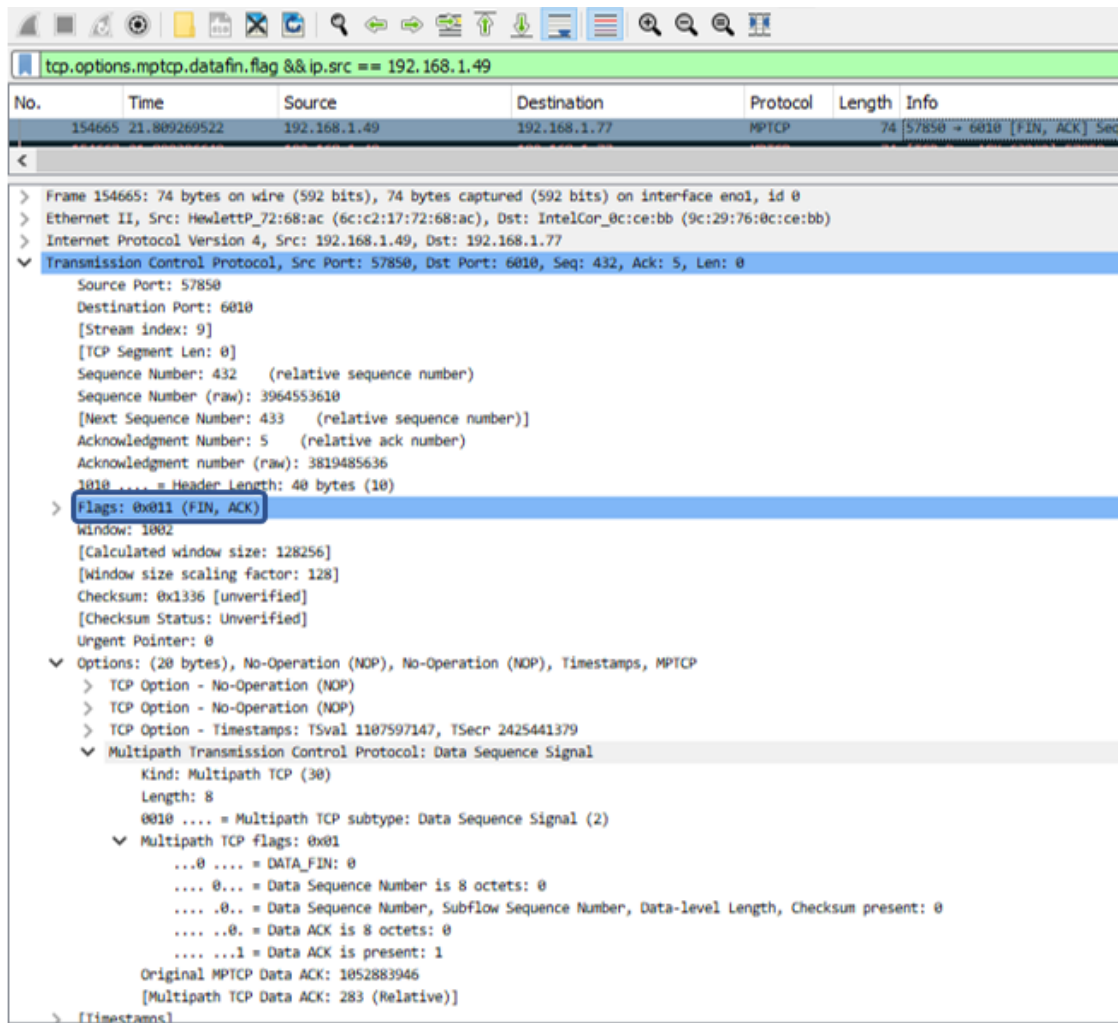 tcp.options.mptcp.datafin.flag && ip.src == 192.168.1.49
No. Time Source Destination Protocol Length Info
154665 21.809269522 192.168.1.49 192.168.1.77 MPTCP 74 57850 → 6010 [FIN, ACK] Sec
Frame 154665: 74 bytes on wire (592 bits), 74 bytes captured (592 bits) on interface eno1, id 0
Ethernet II, Src: HewlettP_72:68:ac (6c:c2:17:72:68:ac), Dst: IntelCor_0c:ce:bb (9c:29:76:0c:ce:bb)
Internet Protocol Version 4, Src: 192.168.1.49, Dst: 192.168.1.77
Transmission Control Protocol, Src Port: 57850, Dst Port: 6010, Seq: 432, Ack: 5, Len: 0
Source Port: 57850
Destination Port: 6010
[Stream index: 9]
[TCP Segment Len: 0]
Sequence Number: 432 (relative sequence number)
Sequence Number (raw): 3964553610
[Next Sequence Number: 433 (relative sequence number)]
Acknowledgment Number: 5 (relative ack number)
Acknowledgment number (raw): 3819485636
1010 .... = Header Length: 40 bytes (10)
Flags: 0x011 (FIN, ACK)
Window: 1002
[Calculated window size: 128256]
[Window size scaling factor: 128]
Checksum: 0x1336 [unverified]
[Checksum Status: Unverified]
Urgent Pointer: 0
Options: (20 bytes), No-Operation (NOP), No-Operation (NOP), Timestamps, MPTCP
TCP Option - No-Operation (NOP)
TCP Option - No-Operation (NOP)
TCP Option - Timestamps: TSval 1107597147, TSecr 2425441379
Multipath Transmission Control Protocol: Data Sequence Signal
Kind: Multipath TCP (30)
Length: 8
0010 .... = Multipath TCP subtype: Data Sequence Signal (2)
Multipath TCP flags: 0x01
...0 .... = DATA_FIN: 0
.... 0... = Data Sequence Number is 8 octets: 0
.... .0.. = Data Sequence Number, Subflow Sequence Number, Data-level Length, Checksum present: 0
.... ..0. = Data ACK is 8 octets: 0
.... ...1 = Data ACK is present: 1
Original MPTCP Data ACK: 1052883946
[Multipath TCP Data ACK: 283 (Relative)]
[Timestamps]